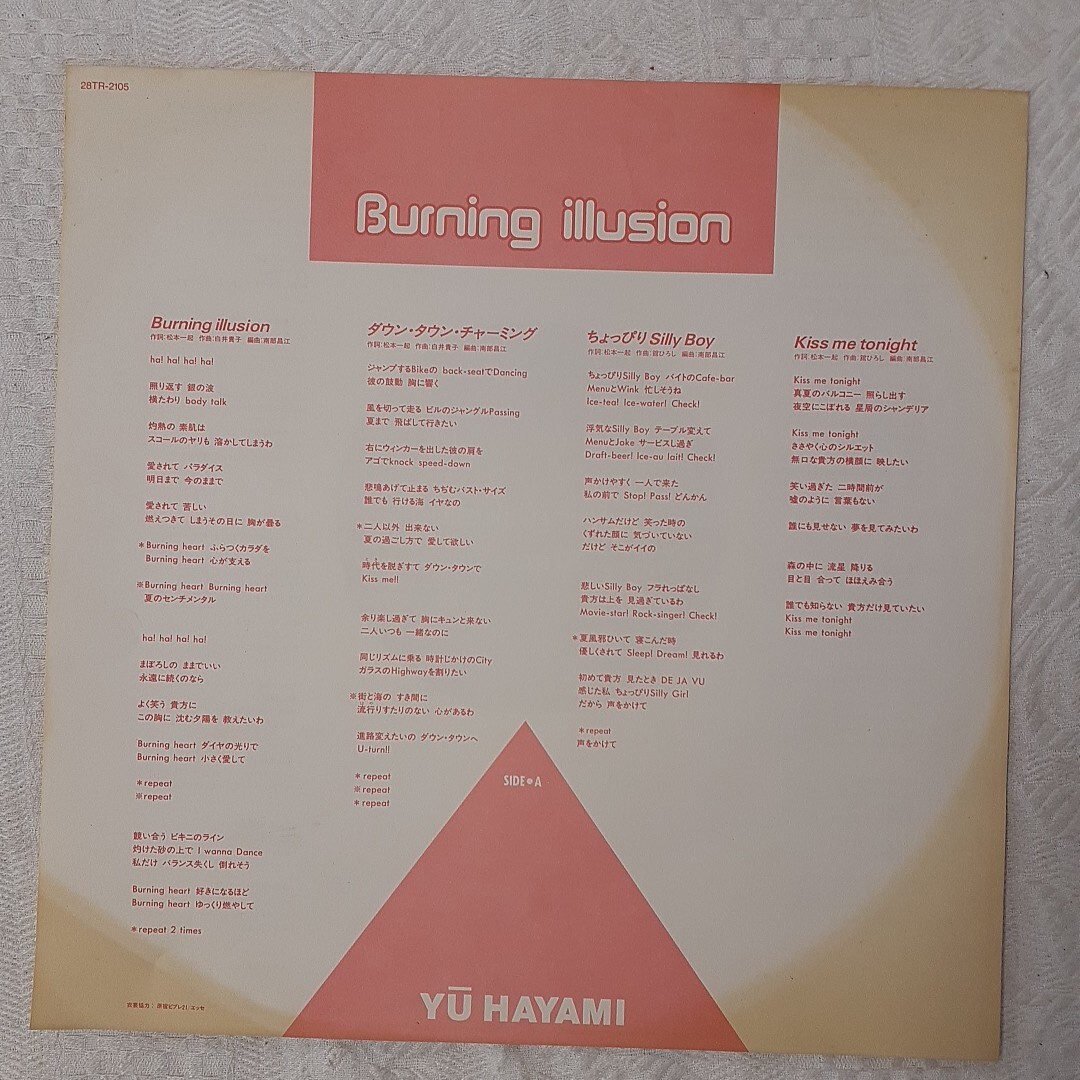 28TR-2105
Burning illusion
Burning illusion
作詞:松本一起 作曲:白井貴子 編曲:南部昌江
ha! ha! ha! ha!
照り返す 銀の波
横たわり body talk
灼熱の 素肌は
スコールのヤリも 溶かしてしまうわ
愛されて パラダイス
明日まで 今のままで
愛されて 苦しい
燃えつきて しまうその日に 胸が曇る
*Burning heart ふらつくカラダを
Burning heart 心が支える
※Burning heart Burning heart
夏のセンチメンタル
ha! ha! ha! ha!
まぼろしの ままでいい
永遠に続くのなら
よく笑う 貴方に
この胸に 沈む夕陽を 教えたいわ
Burning heart ダイヤの光りで
Burning heart 小さく愛して
*repeat
※repeat
競い合う ビキニのライン
灼けた砂の上で I wanna Dance
私だけ バランス失くし 倒れそう
Burning heart 好きになるほど
Burning heart ゆっくり燃やして
*repeat 2 times
ダウン・タウン・チャーミング
作詞:松本一起 作曲:白井貴子 編曲:南部昌江
ジャンプするBikeの back-seatでDancing
彼の鼓動 胸に響く
風を切って走る ビルのジャングルPassing
夏まで 飛ばして行きたい
右にウィンカーを出した彼の肩を
アゴでknock speed-down
悲鳴あげて止まる ちぢむバスト・サイズ
誰でも 行ける海 イヤなの
*二人以外 出来ない
夏の過ごし方で 愛して欲しい
時代を脱ぎすて ダウン・タウンで
Kiss me!!
余り楽し過ぎて 胸にキュンと来ない
二人いつも 一緒なのに
同じリズムに乗る 時計じかけのCity
ガラスのHighwayを割りたい
※街と海の すき間に
流行りすたりのない 心があるわ
進路変えたいの ダウン・タウンへ
U-turn!!
*repeat
※repeat
*repeat
ちょっぴり Silly Boy
作詞:松本一起 作曲:舘ひろし 編曲:南部昌江
ちょっぴりSilly Boy バイトのCafe-bar
MenuとWink 忙しそうね
Ice-tea! Ice-water! Check!
浮気なSilly Boy テーブル変えて
MenuとJoke サービスし過ぎ
Draft-beer! Ice-au lait! Check!
声かけやすく 一人で来た
私の前で Stop! Pass! どんかん
ハンサムだけど 笑った時の
くずれた顔に 気づいていない
だけど そこがイイの
悲しいSilly Boy フラれっぱなし
貴方は上を 見過ぎているわ
Movie-star! Rock-singer! Check!
*夏風邪ひいて 寝こんだ時
優しくされて Sleep! Dream! 見れるわ
初めて貴方 見たとき DE JA VU
感じた私 ちょっぴりSilly Girl
だから 声をかけて
*repeat
声をかけて
Kiss me tonight
作詞:松本一起 作曲:舘ひろし 編曲:南部昌江
Kiss me tonight
真夏のバルコニー 照らし出す
夜空にこぼれる 星屑のシャンデリア
Kiss me tonight
ささやく心のシルエット
無口な貴方の横顔に 映したい
笑い過ぎた 二時間前が
嘘のように 言葉もない
誰にも見せない 夢を見てみたいわ
森の中に 流星 降りる
目と目 合って ほほえみ合う
誰でも知らない 貴方だけ見ていたい
Kiss me tonight
Kiss me tonight
SIDE●A
YŪ HAYAMI